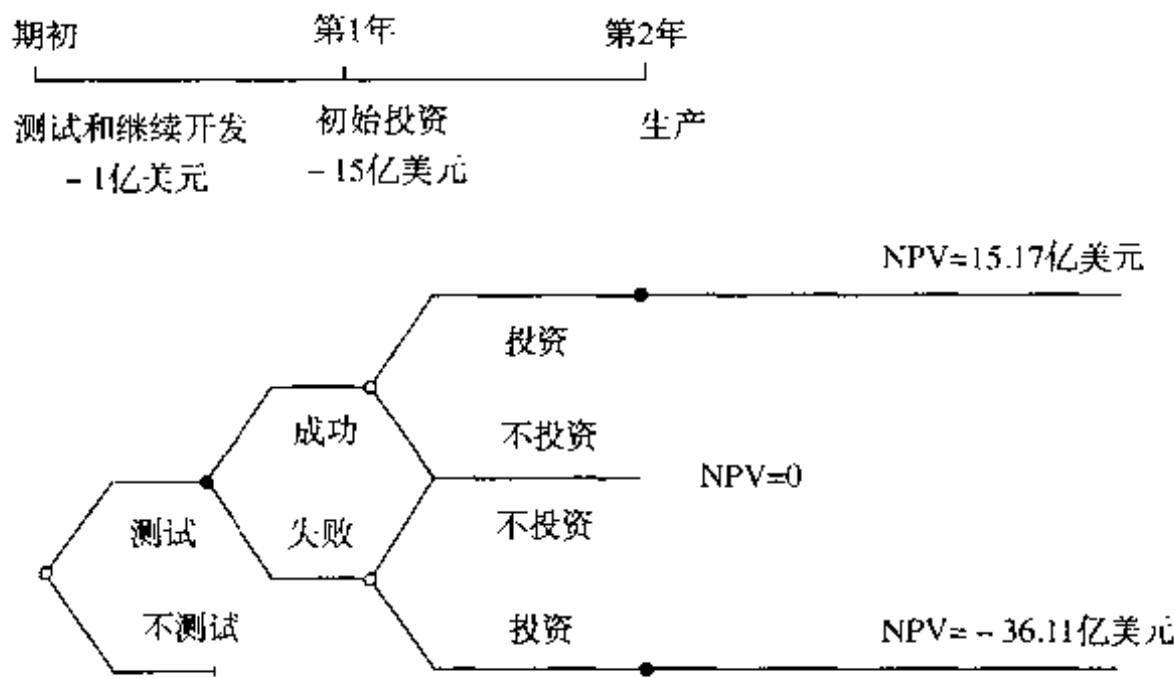 期初 第1年 第2年
测试和继续开发 初始投资 生产
-1亿美元 -15亿美元
NPV=15.17亿美元
投资
成功 不投资
NPV=0
测试 失败 不投资
不测试 投资 NPV=-36.11亿美元